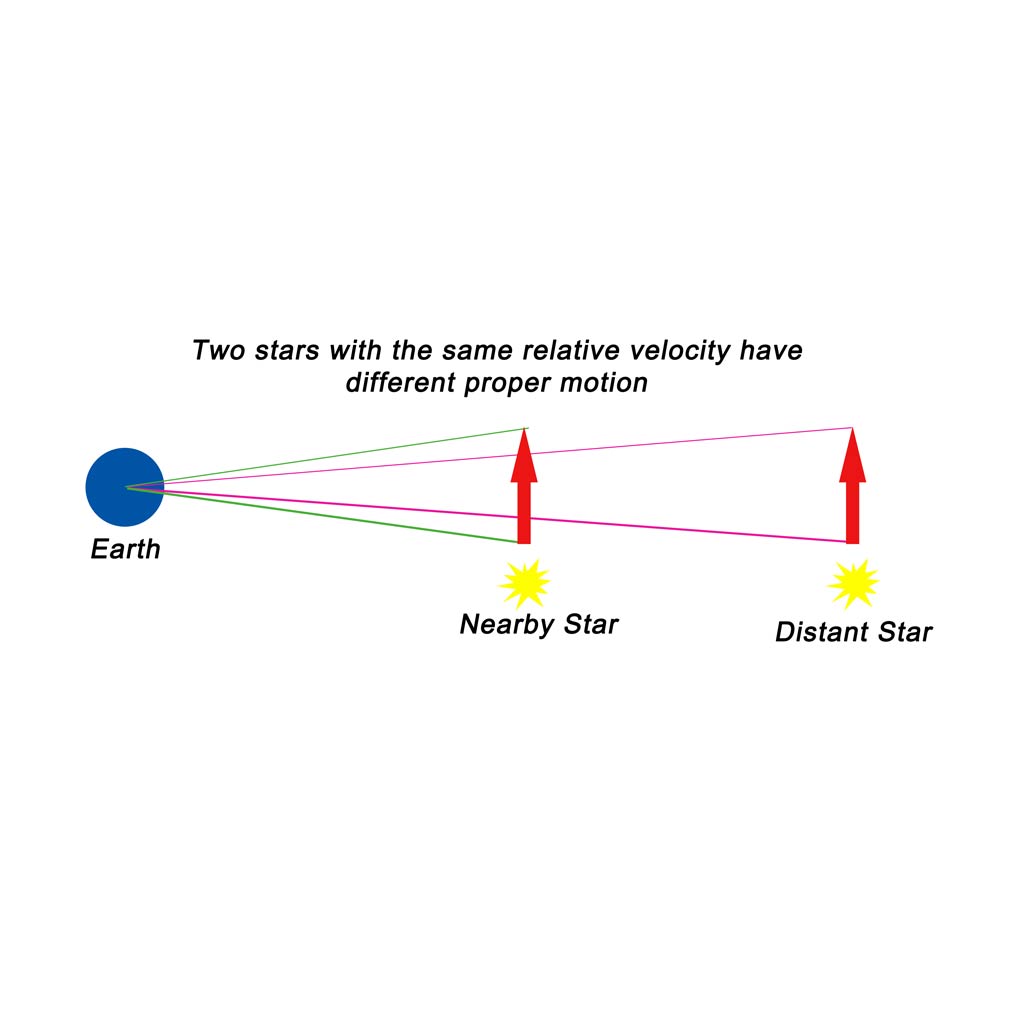 Two stars with the same relative velocity have
different proper motion
Earth
Nearby Star
Distant Star